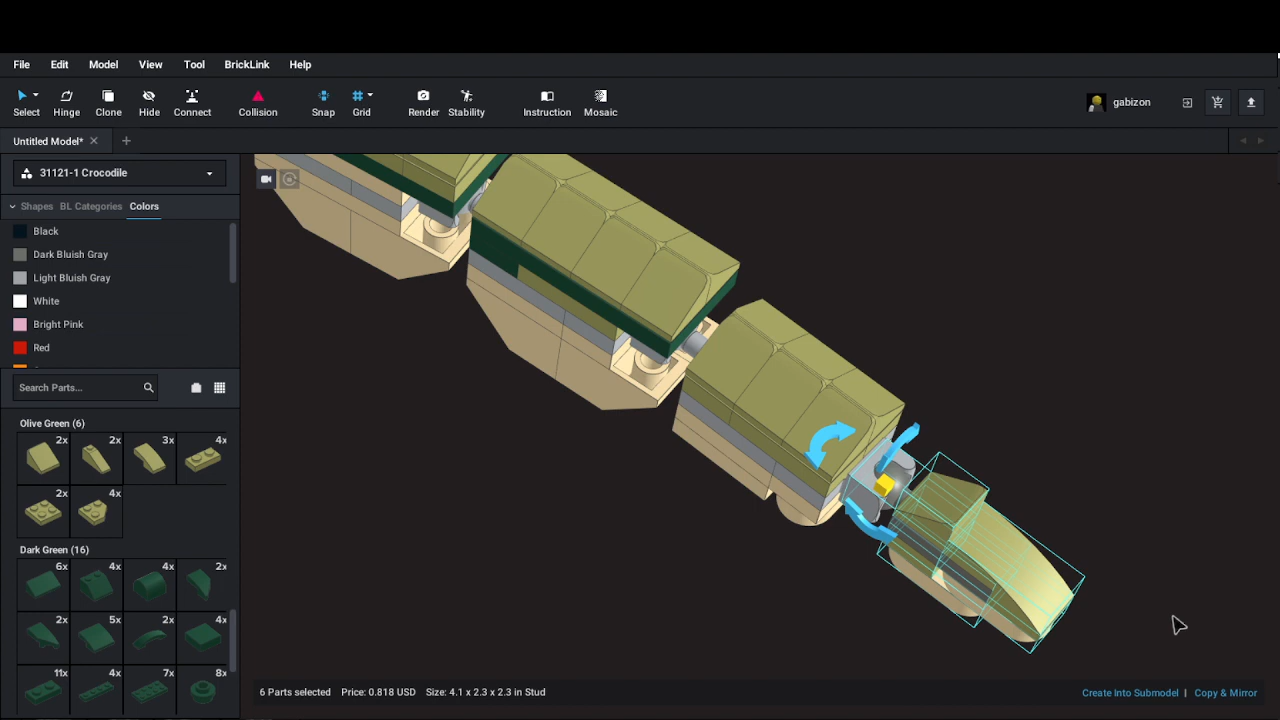 File Edit Model View Tool BrickLink Help
Select Hinge Clone Hide Connect Collision Snap Grid Render Stability Instruction Mosaic
gabizon
Untitled Model*
31121-1 Crocodile
Shapes BL Categories Colors
Black
Dark Bluish Gray
Light Bluish Gray
White
Bright Pink
Red
Search Parts...
Olive Green (6)
2x 2x 3x 4x
2x 4x
Dark Green (16)
6x 4x 4x 2x
2x 5x 2x 4x
11x 4x 7x 8x
6 Parts selected Price: 0.818 USD Size: 4.1 x 2.3 x 2.3 in Stud
Create Into Submodel | Copy & Mirror